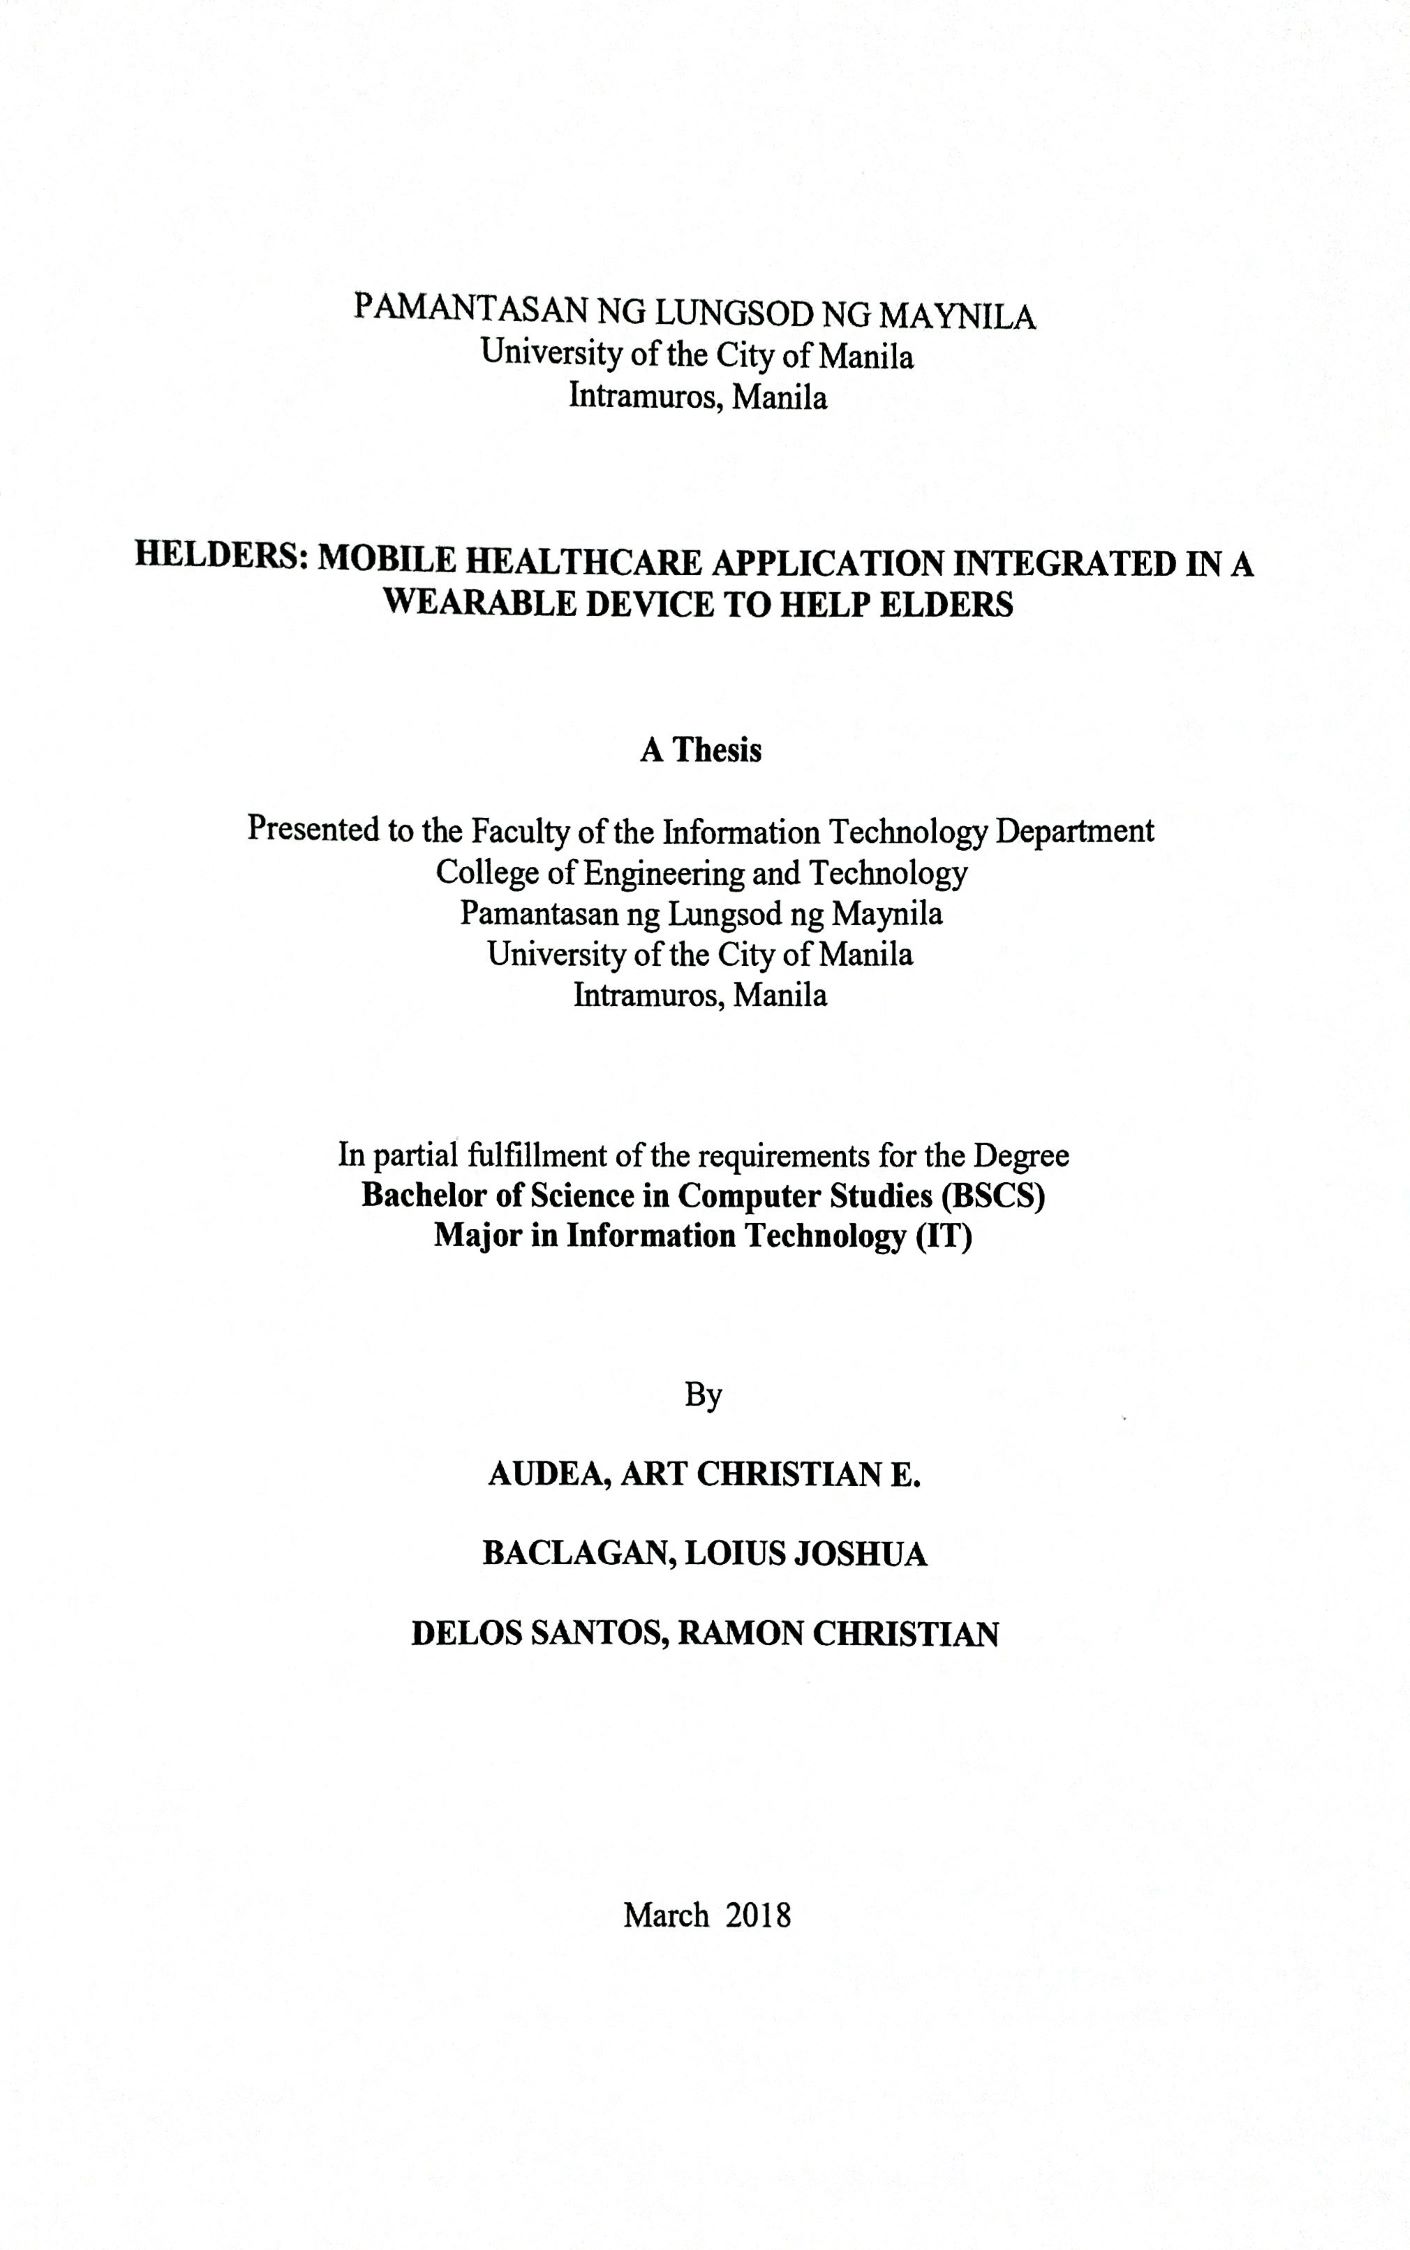 PAMANTASAN NG LUNGSOD NG MAYNILA
University of the City of Manila
Intramuros, Manila
HELDERS: MOBILE HEALTHCARE APPLICATION INTEGRATED IN A
WEARABLE DEVICE TO HELP ELDERS
A Thesis
Presented to the Faculty of the Information Technology Department
College of Engineering and Technology
Pamantasan ng Lungsod ng Maynila
University of the City of Manila
Intramuros, Manila
In partial fulfillment of the requirements for the Degree
Bachelor of Science in Computer Studies (BSCS)
Major in Information Technology (IT)
By
AUDEA, ART CHRISTIAN E.
BACLAGAN, LOIUS JOSHUA
DELOS SANTOS, RAMON CHRISTIAN
March 2018